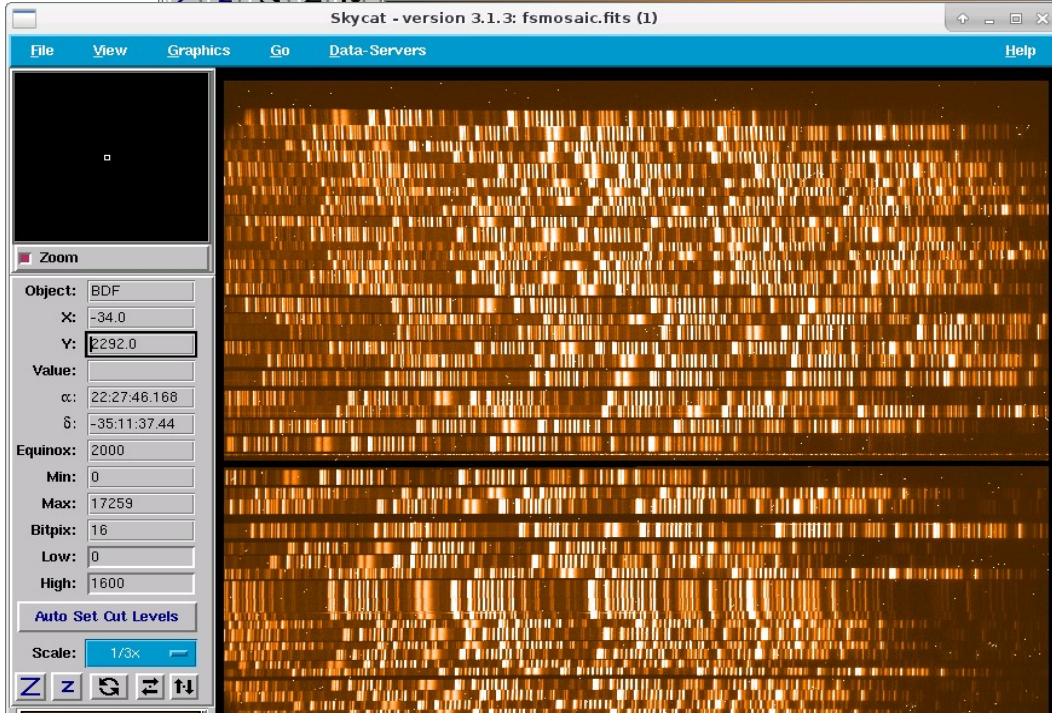 Skycat - version 3.1.3: fsmosaic.fits (1)
File View Graphics Go Data-Servers Help
Zoom
Object: BDF
X: -34.0
Y: 2292.0
Value:
α: 22:27:46.168
δ: -35:11:37.44
Equinox: 2000
Min: 0
Max: 17259
Bitpix: 16
Low: 0
High: 1600
Auto Set Cut Levels
Scale: 1/3x
Z z